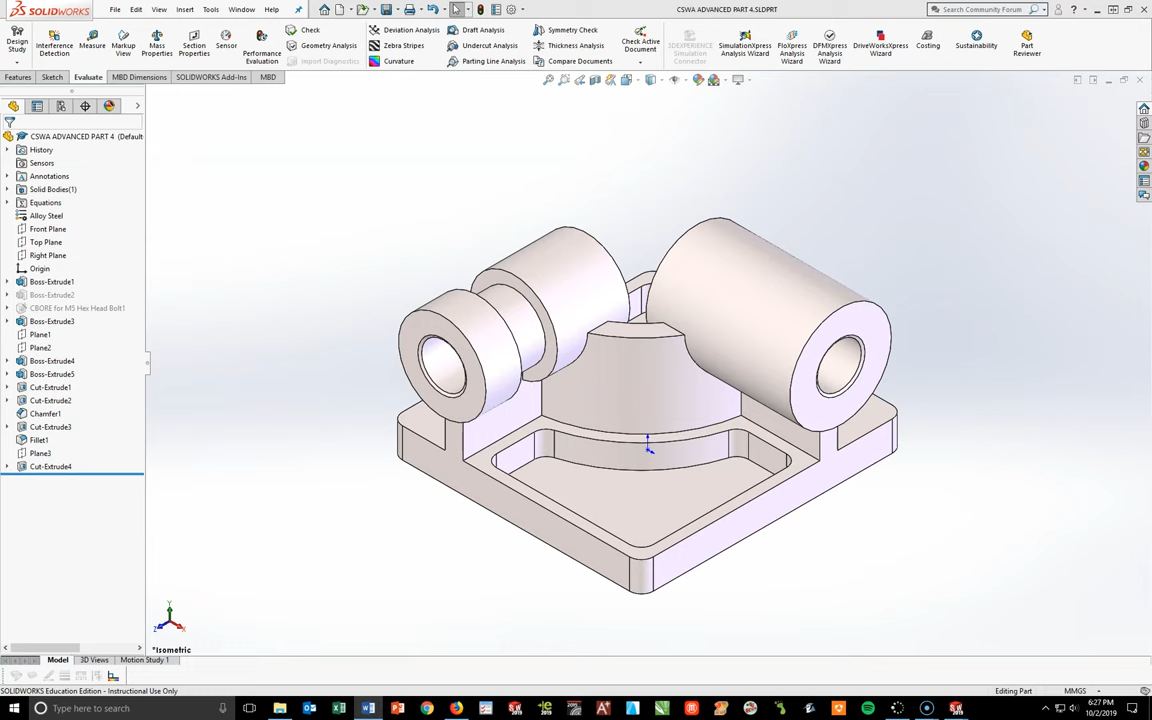 SOLIDWORKS File Edit View Insert Tools Window Help
CSWA ADVANCED PART 4.SLDPRT
Search Community Forum
Design Study
Interference Detection
Measure
Markup View
Mass Properties
Section Properties
Sensor
Performance Evaluation
Check
Geometry Analysis
Import Diagnostics
Deviation Analysis
Zebra Stripes
Curvature
Draft Analysis
Undercut Analysis
Parting Line Analysis
Symmetry Check
Thickness Analysis
Compare Documents
Check Active Document
3DEXPERIENCE Simulation Connector
SimulationXpress Analysis Wizard
FloXpress Analysis Wizard
DFMXpress Analysis Wizard
DriveWorksXpress Wizard
Costing
Sustainability
Part Reviewer
Features Sketch Evaluate MBD Dimensions SOLIDWORKS Add-Ins MBD
CSWA ADVANCED PART 4 (Default
History
Sensors
Annotations
Solid Bodies(1)
Equations
Alloy Steel
Front Plane
Top Plane
Right Plane
Origin
Boss-Extrude1
Boss-Extrude2
CBORE for M5 Hex Head Bolt1
Boss-Extrude3
Plane1
Plane2
Boss-Extrude4
Boss-Extrude5
Cut-Extrude1
Cut-Extrude2
Chamfer1
Cut-Extrude3
Fillet1
Plane3
Cut-Extrude4
Y
Z
X
*Isometric
Model 3D Views Motion Study 1
SOLIDWORKS Education Edition - Instructional Use Only
Editing Part MMGS
Type here to search
6:27 PM
10/2/2019